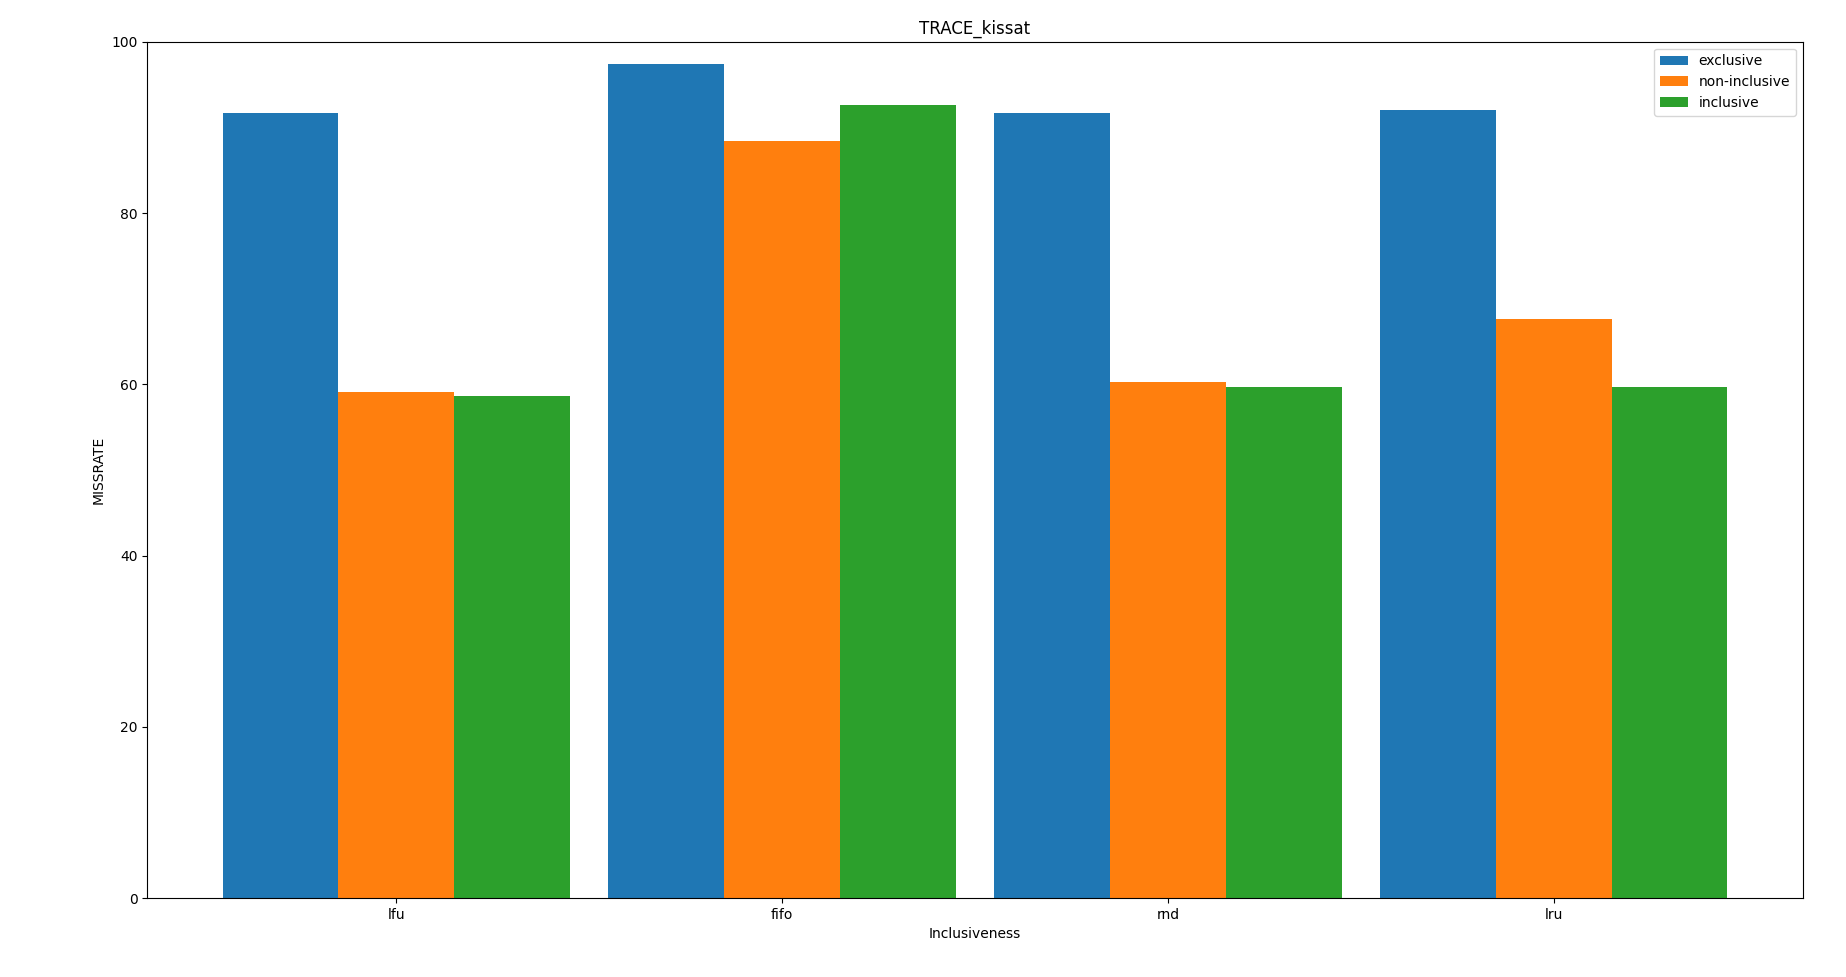 TRACE_kissat
100
80
60
40
20
0
MISSRATE
exclusive
non-inclusive
inclusive
lfu
fifo
rnd
lru
Inclusiveness